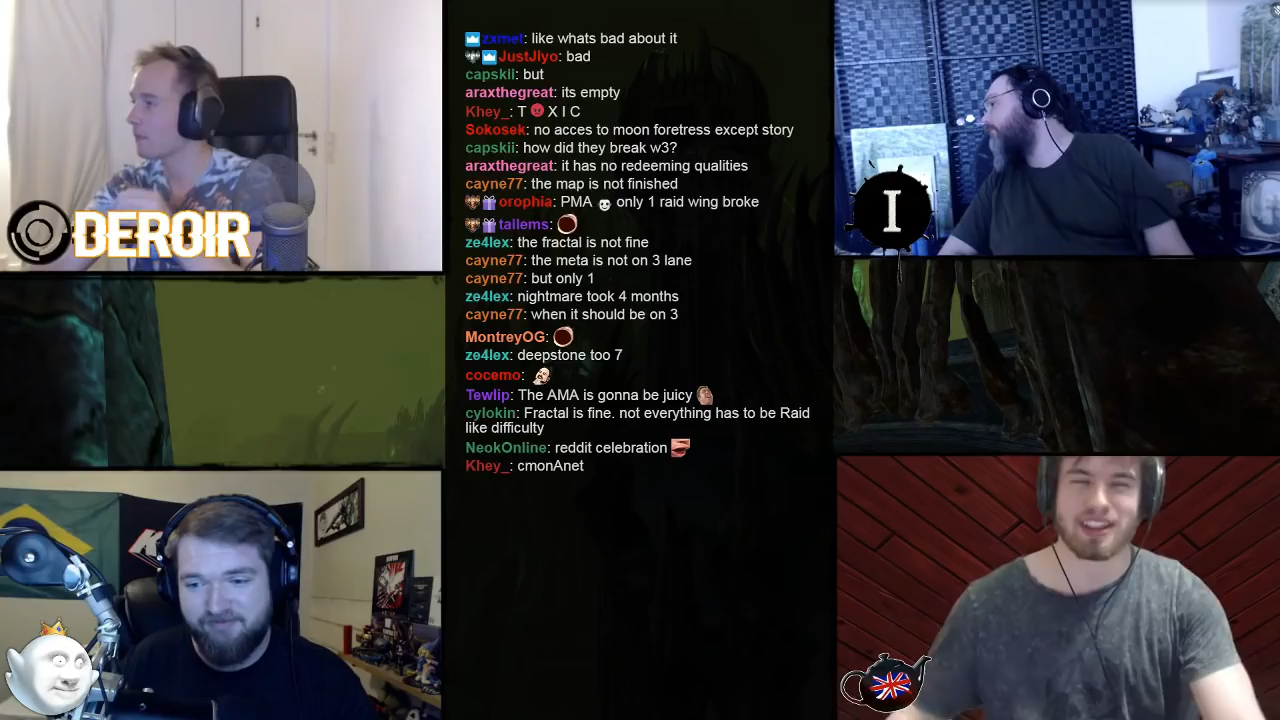 zxmel: like whats bad about it
JustJlyo: bad
capskii: but
araxthegreat: its empty
Khey_: T X I C
Sokosek: no acces to moon fortress except story
capskii: how did they break w3?
araxthegreat: it has no redeeming qualities
cayne77: the map is not finished
orophia: PMA only 1 raid wing broke
tallems:
ze4lex: the fractal is not fine
cayne77: the meta is not on 3 lane
cayne77: but only 1
ze4lex: nightmare took 4 months
cayne77: when it should be on 3
MontreyOG:
ze4lex: deepstone too 7
cocemo:
Tewlip: The AMA is gonna be juicy
cylokin: Fractal is fine. not everything has to be Raid
like difficulty
NeokOnline: reddit celebration
Khey_: cmonAnet
DEROIR
I